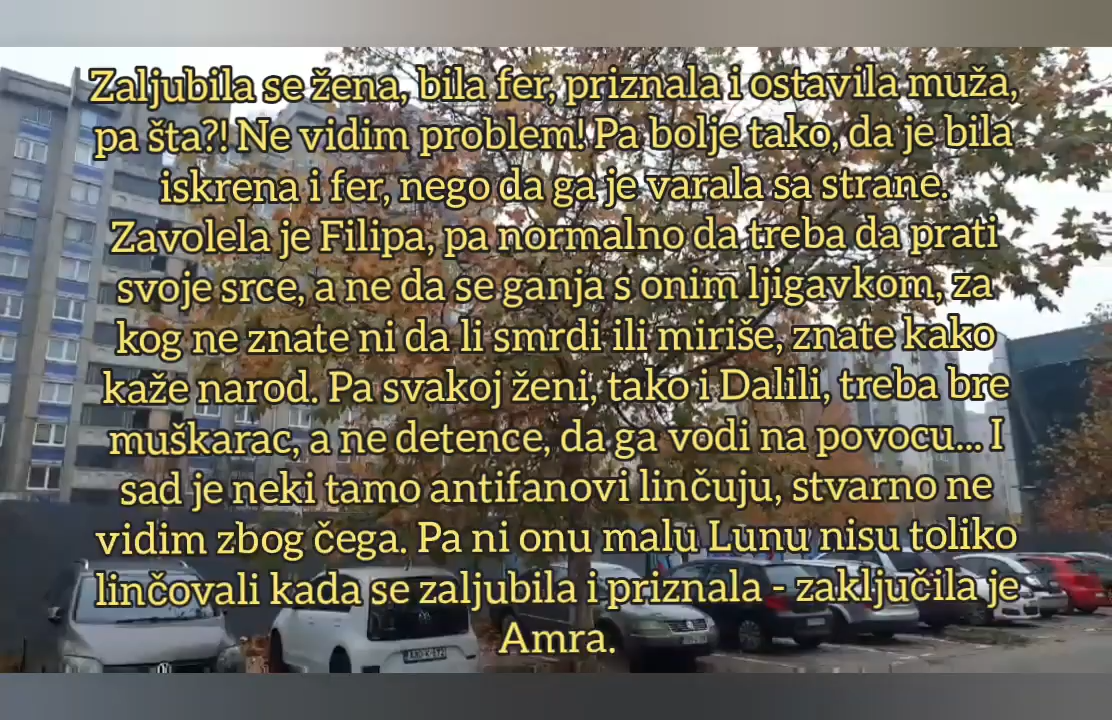 Zaljubila se žena, bila fer, priznala i ostavila muža,
pa šta?! Ne vidim problem! Pa bolje tako, da je bila
iskrena i fer, nego da ga je varala sa strane.
Zavolela je Filipa, pa normalno da treba da prati
svoje srce, a ne da se ganja s onim ljigavkom, za
kog ne znate ni da li smrdi ili miriše, znate kako
kaže narod. Pa svakoj ženi, tako i Dalili, treba bre
muškarac, a ne detence, da ga vodi na povocu... I
sad je neki tamo antifanovi linčuju, stvarno ne
vidim zbog čega. Pa ni onu malu Lunu nisu toliko
linčovali kada se zaljubila i priznala - zaključila je
Amra.